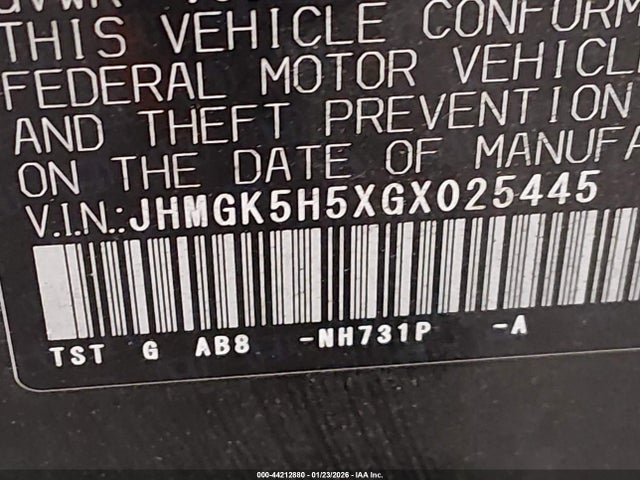 THIS VEHICLE CONFORM
FEDERAL MOTOR VEHICL
AND THEFT PREVENTION
ON THE DATE OF MANUFA
V.I.N.: JHMGK5H5XGX025445
TST G AB8 -NH731P -A
000-44212880 - 01/23/2026 - IAA Inc.